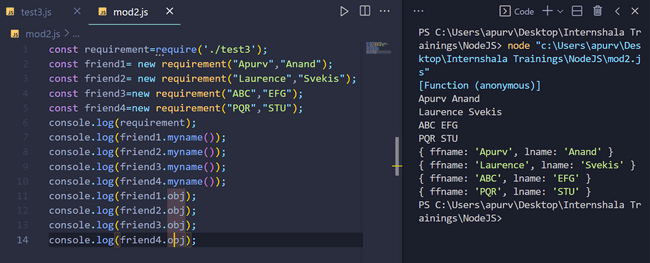 test3.js
mod2.js
Code
mod2.js > ...
1 const requirement=require('./test3');
2 const friend1= new requirement("Apurv","Anand");
3 const friend2= new requirement("Laurence","Svekis");
4 const friend3=new requirement("ABC","EFG");
5 const friend4=new requirement("PQR","STU");
6 console.log(requirement);
7 console.log(friend1.myname());
8 console.log(friend2.myname());
9 console.log(friend3.myname());
10 console.log(friend4.myname());
11 console.log(friend1.obj);
12 console.log(friend2.obj);
13 console.log(friend3.obj);
14 console.log(friend4.obj);
PS C:\Users\apurv\Desktop\Internshala Tra
inings\NodeJS> node "c:\Users\apurv\Des
ktop\Internshala Trainings\NodeJS\mod2.j
s"
[Function (anonymous)]
Apurv Anand
Laurence Svekis
ABC EFG
PQR STU
{ ffname: 'Apurv', lname: 'Anand' }
{ ffname: 'Laurence', lname: 'Svekis' }
{ ffname: 'ABC', lname: 'EFG' }
{ ffname: 'PQR', lname: 'STU' }
PS C:\Users\apurv\Desktop\Internshala Tr
ainings\NodeJS>